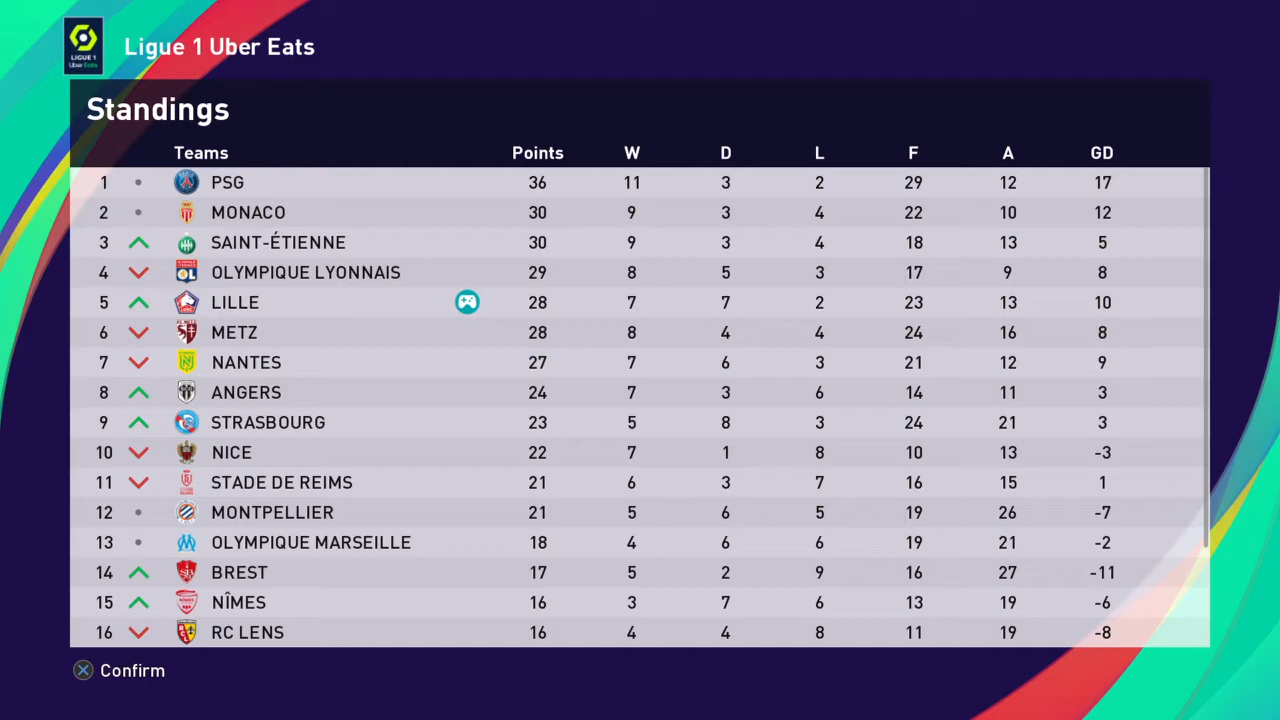 LIGUE 1
Uber Eats
Ligue 1 Uber Eats
Standings
Teams Points W D L F A GD
1 PSG 36 11 3 2 29 12 17
2 MONACO 30 9 3 4 22 10 12
3 SAINT-ÉTIENNE 30 9 3 4 18 13 5
4 OLYMPIQUE LYONNAIS 29 8 5 3 17 9 8
5 LILLE 28 7 7 2 23 13 10
6 METZ 28 8 4 4 24 16 8
7 NANTES 27 7 6 3 21 12 9
8 ANGERS 24 7 3 6 14 11 3
9 STRASBOURG 23 5 8 3 24 21 3
10 NICE 22 7 1 8 10 13 -3
11 STADE DE REIMS 21 6 3 7 16 15 1
12 MONTPELLIER 21 5 6 5 19 26 -7
13 OLYMPIQUE MARSEILLE 18 4 6 6 19 21 -2
14 BREST 17 5 2 9 16 27 -11
15 NÎMES 16 3 7 6 13 19 -6
16 RC LENS 16 4 4 8 11 19 -8
Confirm